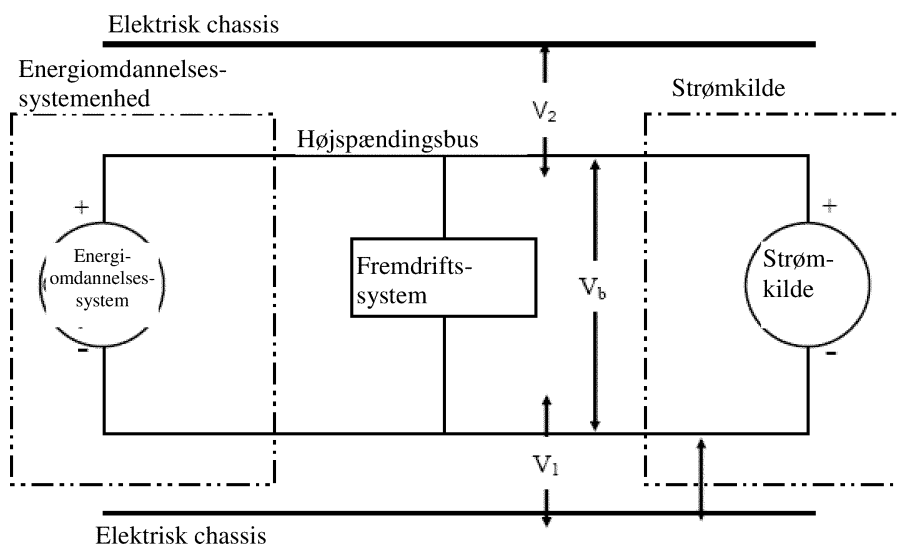 Elektrisk chassis
Energiomdannelses-
systemenhed
Strømkilde
V2
Højspændingsbus
+
+
Energi-
omdannelses-
system
Fremdrifts-
system
Vb
Strøm-
kilde
-
-
V1
Elektrisk chassis